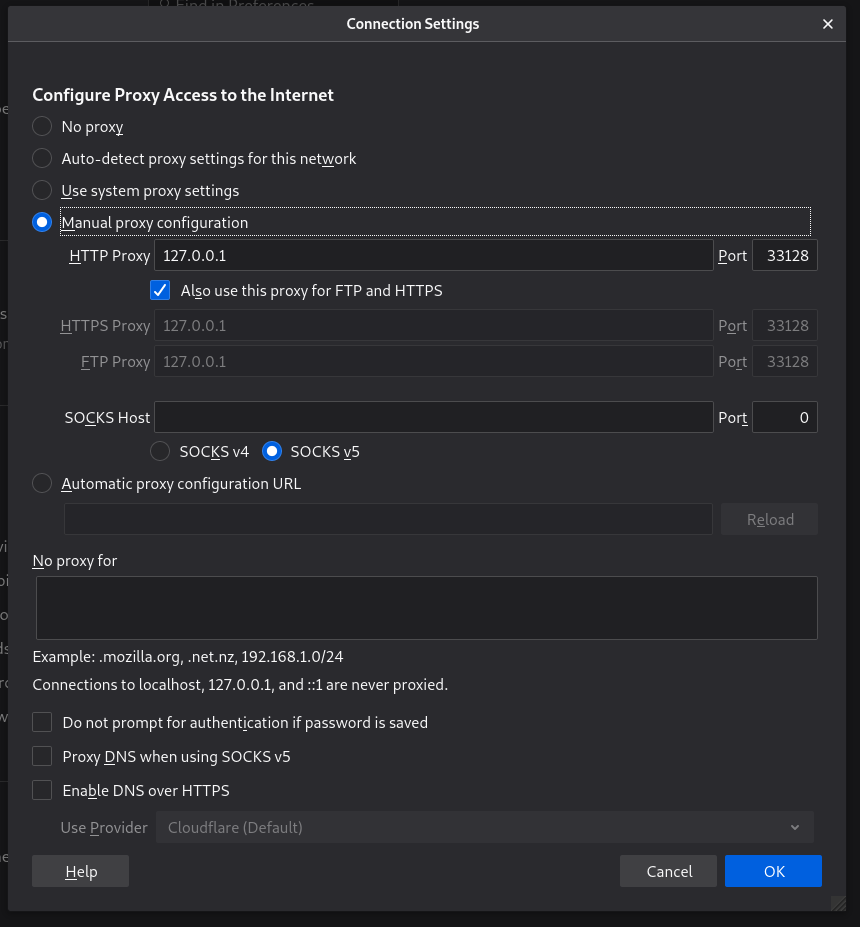 Find in Preferences
Connection Settings
Configure Proxy Access to the Internet
No proxy
Auto-detect proxy settings for this network
Use system proxy settings
Manual proxy configuration
HTTP Proxy 127.0.0.1 Port 33128
Also use this proxy for FTP and HTTPS
HTTPS Proxy 127.0.0.1 Port 33128
FTP Proxy 127.0.0.1 Port 33128
SOCKS Host Port 0
SOCKS v4 SOCKS v5
Automatic proxy configuration URL
Reload
No proxy for
Example: .mozilla.org, .net.nz, 192.168.1.0/24
Connections to localhost, 127.0.0.1, and ::1 are never proxied.
Do not prompt for authentication if password is saved
Proxy DNS when using SOCKS v5
Enable DNS over HTTPS
Use Provider Cloudflare (Default)
Help Cancel OK